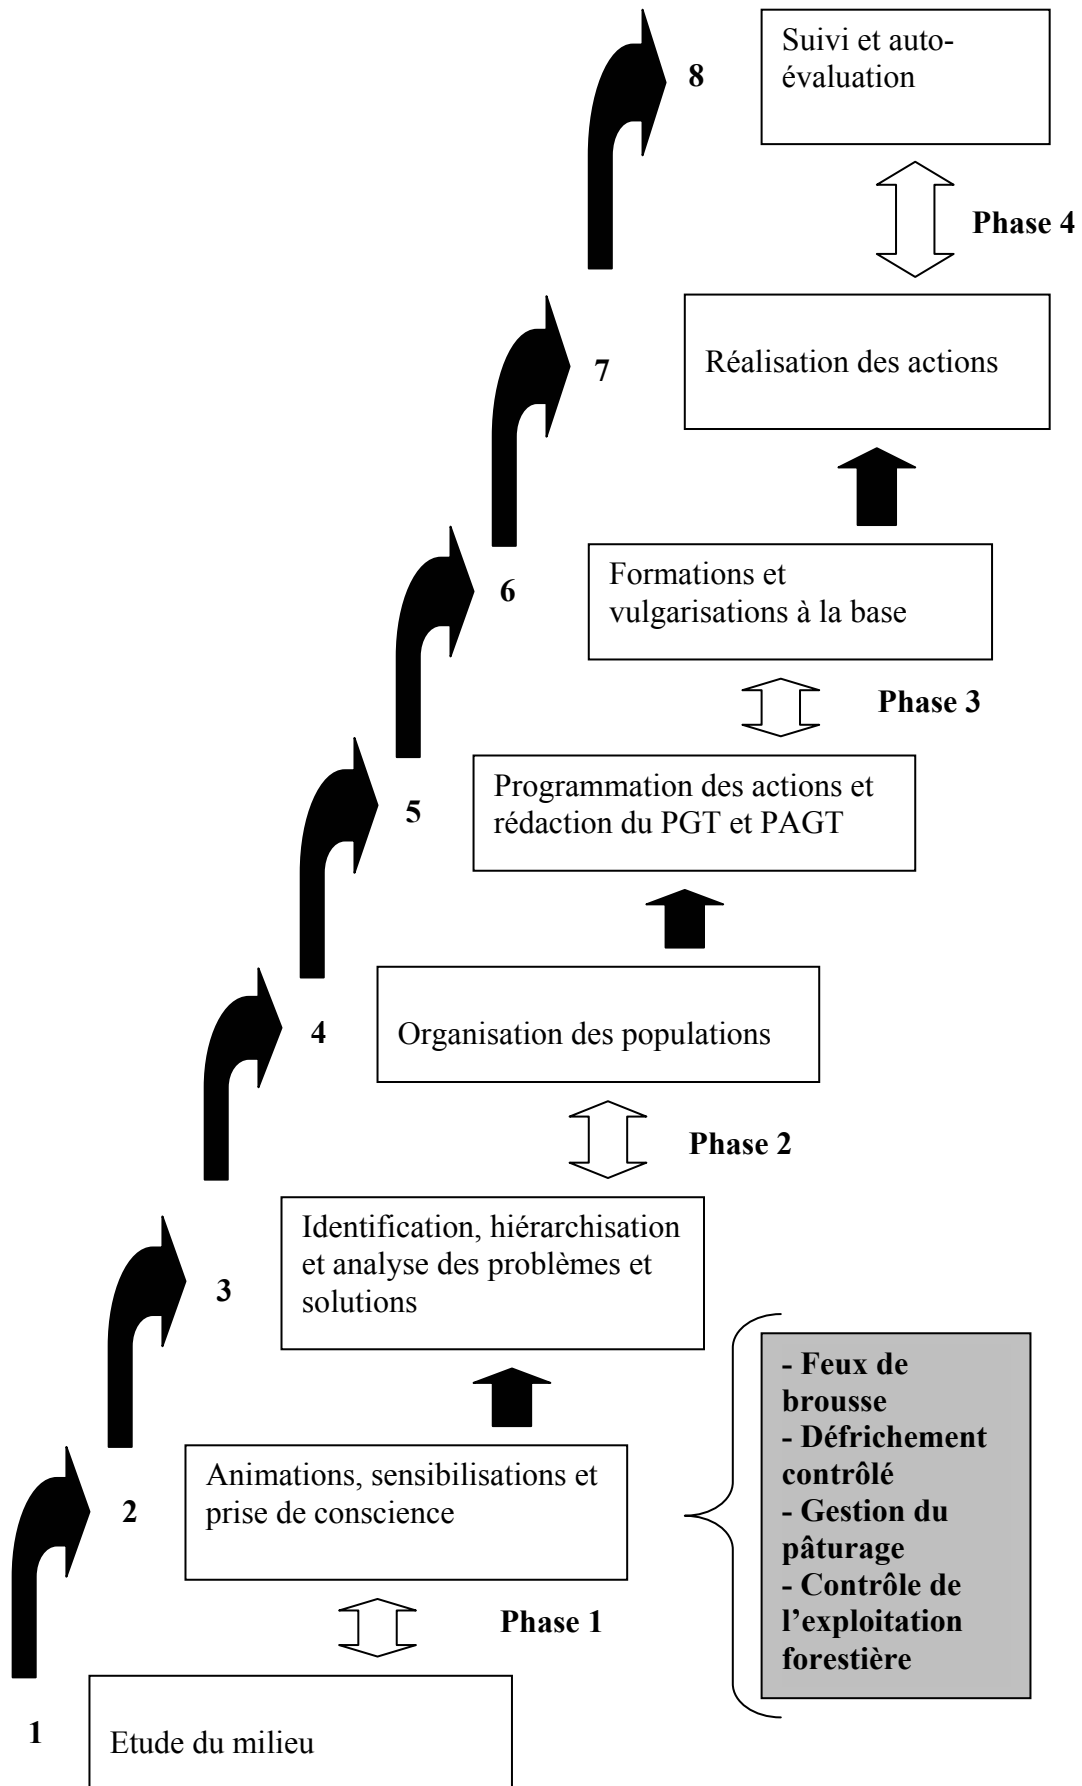 8
Suivi et auto-
évaluation
Phase 4
7
Réalisation des actions
6
Formations et
vulgarisations à la base
Phase 3
5
Programmation des actions et
rédaction du PGT et PAGT
4
Organisation des populations
Phase 2
3
Identification, hiérarchisation
et analyse des problèmes et
solutions
- Feux de
brousse
- Défrichement
contrôlé
- Gestion du
pâturage
- Contrôle de
l’exploitation
forestière
2
Animations, sensibilisations et
prise de conscience
Phase 1
1
Etude du milieu